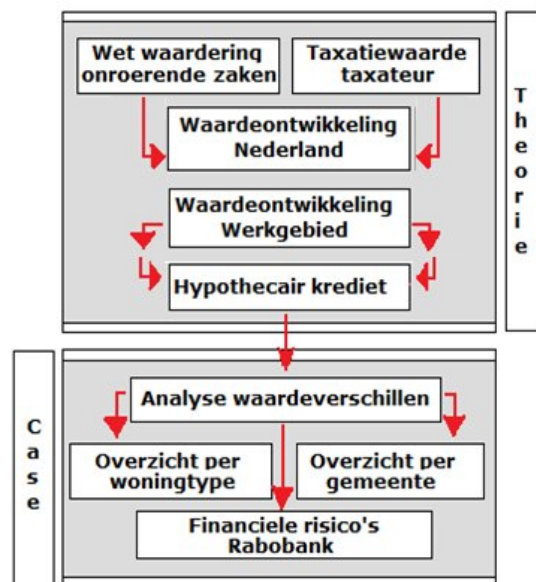 Wet waardering
onroerende zaken
Taxatiewaarde
taxateur
Waardeontwikkeling
Nederland
Waardeontwikkeling
Werkgebied
Hypothecair krediet
T
h
e
o
r
i
e
C
a
s
e
Analyse waardeverschillen
Overzicht per
woningtype
Overzicht per
gemeente
Financiele risico's
Rabobank